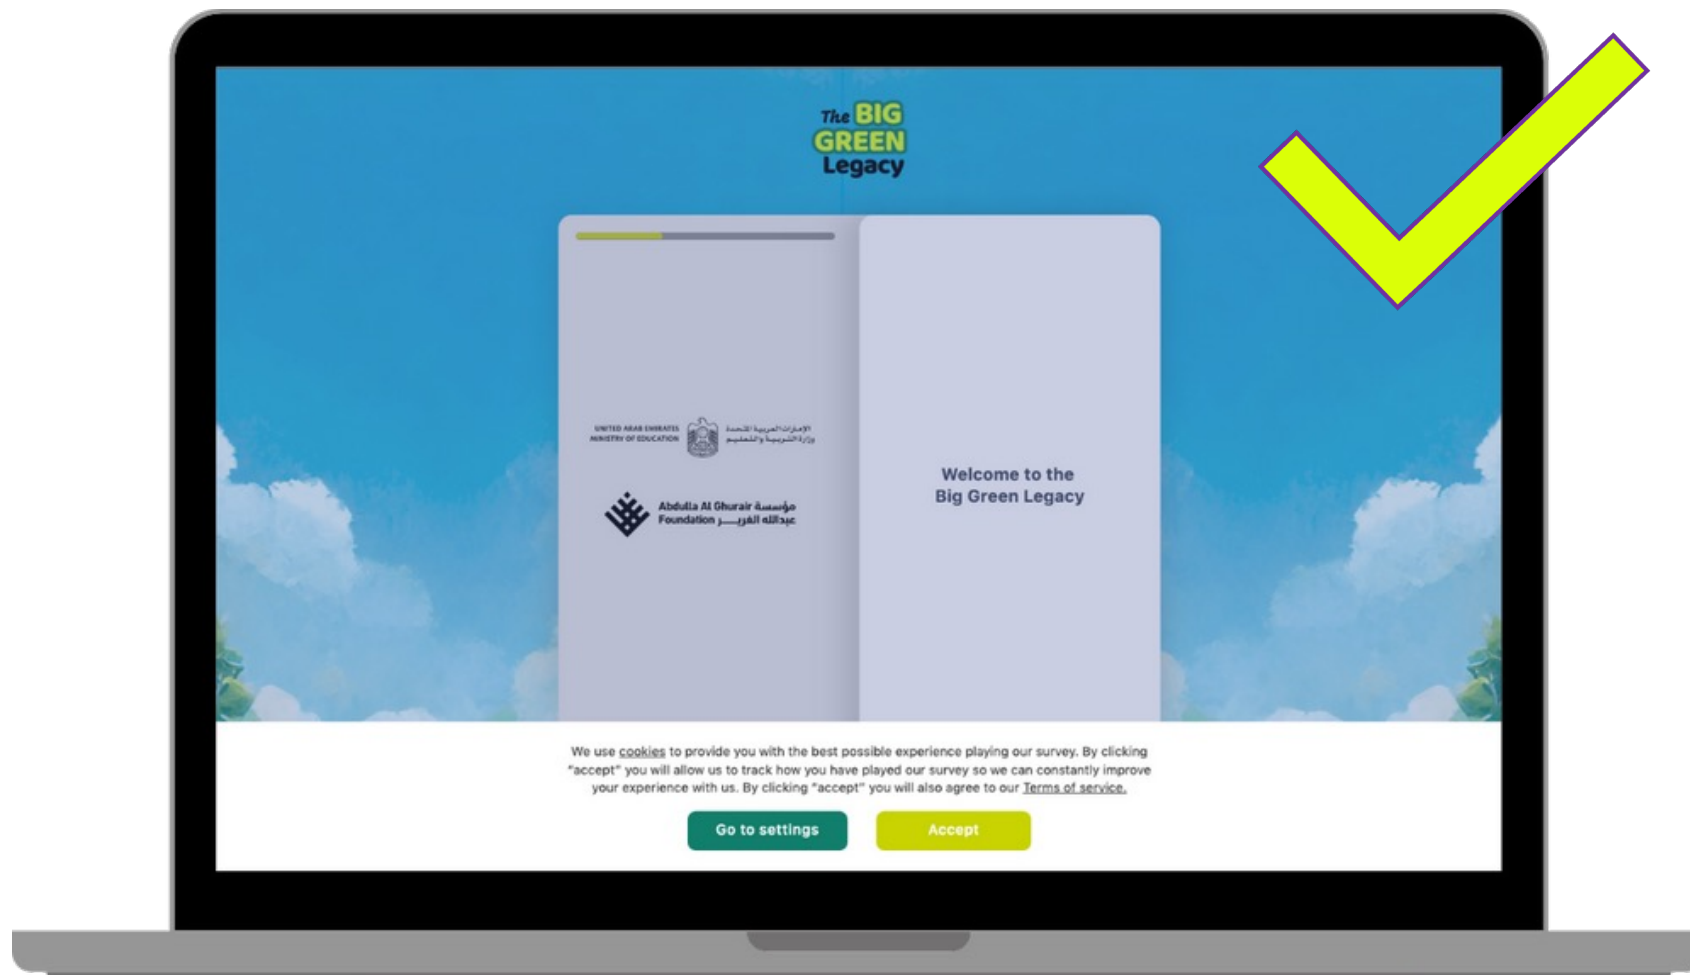 The BIG
GREEN
Legacy
UNITED ARAB EMIRATES
MINISTRY OF EDUCATION
الإمارات العربية المتحدة
وزارة التربية والتعليم
Abdulla Al Ghurair مؤسسة
Foundation عبدالله الغريــــر
Welcome to the
Big Green Legacy
We use cookies to provide you with the best possible experience playing our survey. By clicking
"accept" you will allow us to track how you have played our survey so we can constantly improve
your experience with us. By clicking "accept" you will also agree to our Terms of service.
Go to settings
Accept